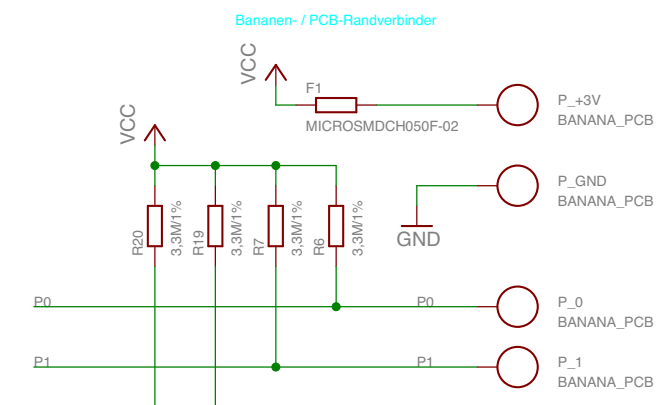 Bananen- / PCB-Randverbinder
VCC
F1
MICROSMDCH050F-02
P_+3V
BANANA_PCB
VCC
P_GND
BANANA_PCB
GND
R20
3,3M/1%
R19
3,3M/1%
R7
3,3M/1%
R6
3,3M/1%
P0
P0
P_0
BANANA_PCB
P1
P1
P_1
BANANA_PCB